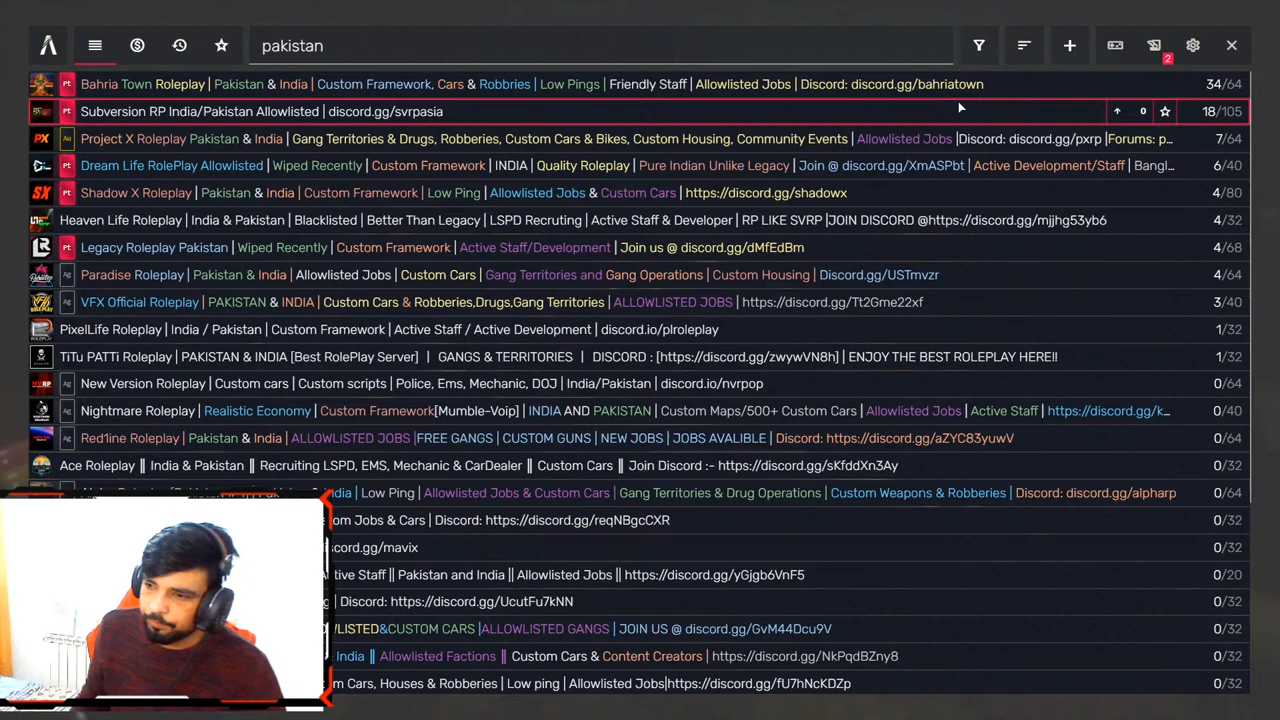 pakistan
2
Pt Bahria Town Roleplay | Pakistan & India | Custom Framework, Cars & Robbries | Low Pings | Friendly Staff | Allowlisted Jobs | Discord: discord.gg/bahriatown 34/64
Pt Subversion RP India/Pakistan Allowlisted | discord.gg/svrpasia 0 18/105
PX Au Project X Roleplay Pakistan & India | Gang Territories & Drugs, Robberies, Custom Cars & Bikes, Custom Housing, Community Events | Allowlisted Jobs |Discord: discord.gg/pxrp |Forums: p... 7/64
Pt Dream Life RolePlay Allowlisted | Wiped Recently | Custom Framework | INDIA | Quality Roleplay | Pure Indian Unlike Legacy | Join @ discord.gg/XmASPbt | Active Development/Staff | Bangl... 6/40
SX Pt Shadow X Roleplay | Pakistan & India | Custom Framework | Low Ping | Allowlisted Jobs & Custom Cars | https://discord.gg/shadowx 4/80
Heaven Life Roleplay | India & Pakistan | Blacklisted | Better Than Legacy | LSPD Recruting | Active Staff & Developer | RP LIKE SVRP |JOIN DISCORD @https://discord.gg/mjjhg53yb6 4/32
LR Pt Legacy Roleplay Pakistan | Wiped Recently | Custom Framework | Active Staff/Development | Join us @ discord.gg/dMfEdBm 4/68
Ag Paradise Roleplay | Pakistan & India | Allowlisted Jobs | Custom Cars | Gang Territories and Gang Operations | Custom Housing | Discord.gg/USTmvzr 4/64
Ag VFX Official Roleplay | PAKISTAN & INDIA | Custom Cars & Robberies,Drugs,Gang Territories | ALLOWLISTED JOBS | https://discord.gg/Tt2Gme22xf 3/40
PixelLife Roleplay | India / Pakistan | Custom Framework | Active Staff / Active Development | discord.io/plroleplay 1/32
TiTu PATTi Roleplay | PAKISTAN & INDIA [Best RolePlay Server] | GANGS & TERRITORIES | DISCORD : [https://discord.gg/zwywVN8h] | ENJOY THE BEST ROLEPLAY HERE!! 1/32
Ag New Version Roleplay | Custom cars | Custom scripts | Police, Ems, Mechanic, DOJ | India/Pakistan | discord.io/nvrpop 0/64
Ag Nightmare Roleplay | Realistic Economy | Custom Framework[Mumble-Voip] | INDIA AND PAKISTAN | Custom Maps/500+ Custom Cars | Allowlisted Jobs | Active Staff | https://discord.gg/k... 0/40
Ag Red1ine Roleplay | Pakistan & India | ALLOWLISTED JOBS |FREE GANGS | CUSTOM GUNS | NEW JOBS | JOBS AVALIBLE | Discord: https://discord.gg/aZYC83yuwV 0/64
Ace Roleplay ‖ India & Pakistan ‖ Recruiting LSPD, EMS, Mechanic & CarDealer ‖ Custom Cars ‖ Join Discord :- https://discord.gg/sKfddXn3Ay 0/32
India | Low Ping | Allowlisted Jobs & Custom Cars | Gang Territories & Drug Operations | Custom Weapons & Robberies | Discord: discord.gg/alpharp 0/64
om Jobs & Cars | Discord: https://discord.gg/reqNBgcCXR 0/32
scord.gg/mavix 0/32
tive Staff || Pakistan and India || Allowlisted Jobs || https://discord.gg/yGjgb6VnF5 0/20
g | Discord: https://discord.gg/UcutFu7kNN 0/32
LISTED&CUSTOM CARS |ALLOWLISTED GANGS | JOIN US @ discord.gg/GvM44Dcu9V 0/32
India ‖ Allowlisted Factions ‖ Custom Cars & Content Creators | https://discord.gg/NkPqdBZny8 0/32
m Cars, Houses & Robberies | Low ping | Allowlisted Jobs|https://discord.gg/fU7hNcKDZp 0/32